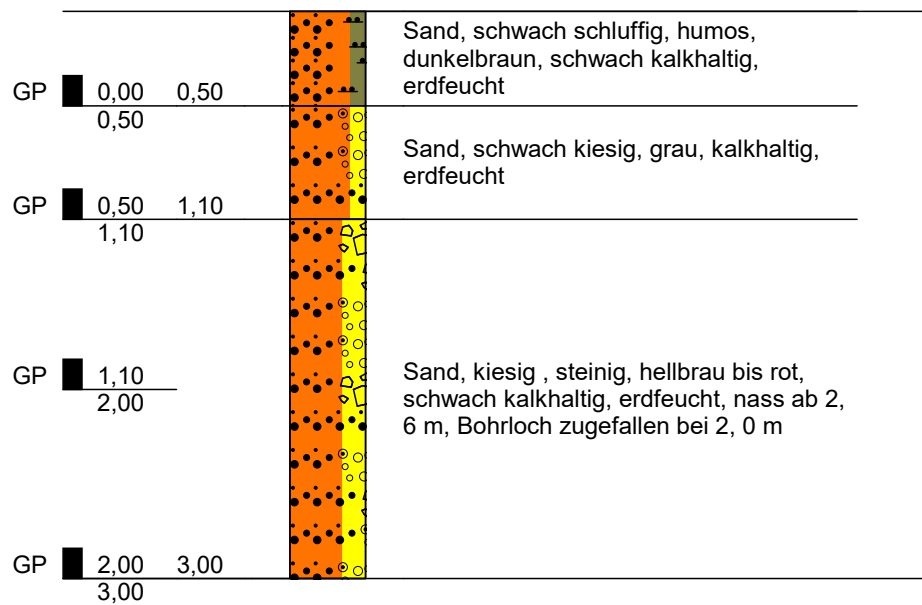 Sand, schwach schluffig, humos,
dunkelbraun, schwach kalkhaltig,
erdfeucht
GP 0,00 0,50
0,50
Sand, schwach kiesig, grau, kalkhaltig,
erdfeucht
GP 0,50 1,10
1,10
GP 1,10
2,00
Sand, kiesig , steinig, hellbrau bis rot,
schwach kalkhaltig, erdfeucht, nass ab 2,
6 m, Bohrloch zugefallen bei 2, 0 m
GP 2,00 3,00
3,00